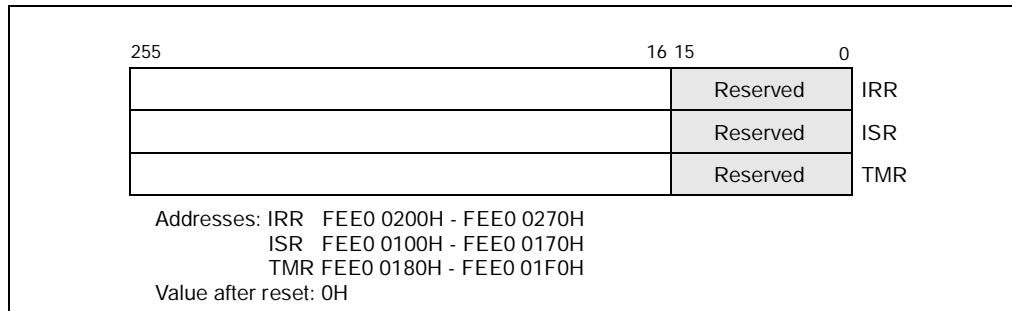 255 16 15 0
Reserved IRR
Reserved ISR
Reserved TMR
Addresses: IRR FEE0 0200H - FEE0 0270H
ISR FEE0 0100H - FEE0 0170H
TMR FEE0 0180H - FEE0 01F0H
Value after reset: 0H